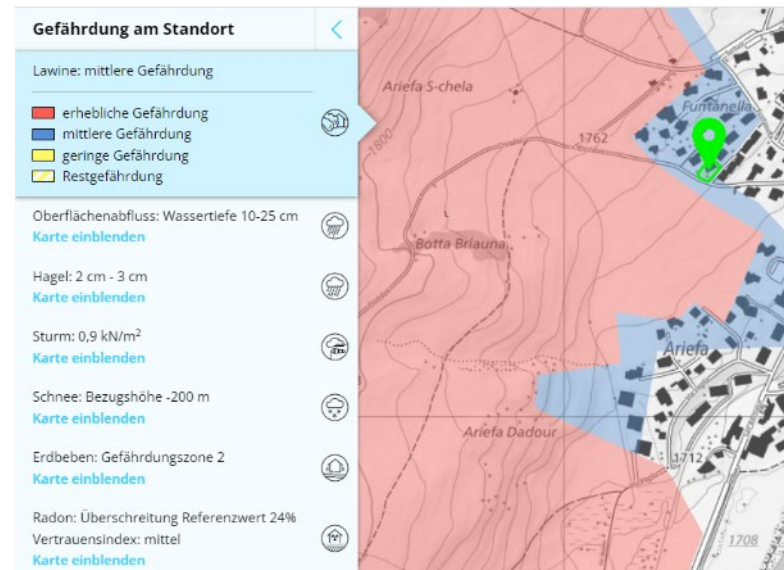 Gefährdung am Standort
Lawine: mittlere Gefährdung
erhebliche Gefährdung
mittlere Gefährdung
geringe Gefährdung
Restgefährdung
Oberflächenabfluss: Wassertiefe 10-25 cm
Karte einblenden
Hagel: 2 cm - 3 cm
Karte einblenden
Sturm: 0,9 kN/m²
Karte einblenden
Schnee: Bezugshöhe -200 m
Karte einblenden
Erdbeben: Gefährdungszone 2
Karte einblenden
Radon: Überschreitung Referenzwert 24%
Vertrauensindex: mittel
Karte einblenden
Ariefa S-chela
Funtanella
1762
1800
Botta Briauna
Ariefa
Ariefa Dadour
1712
1708